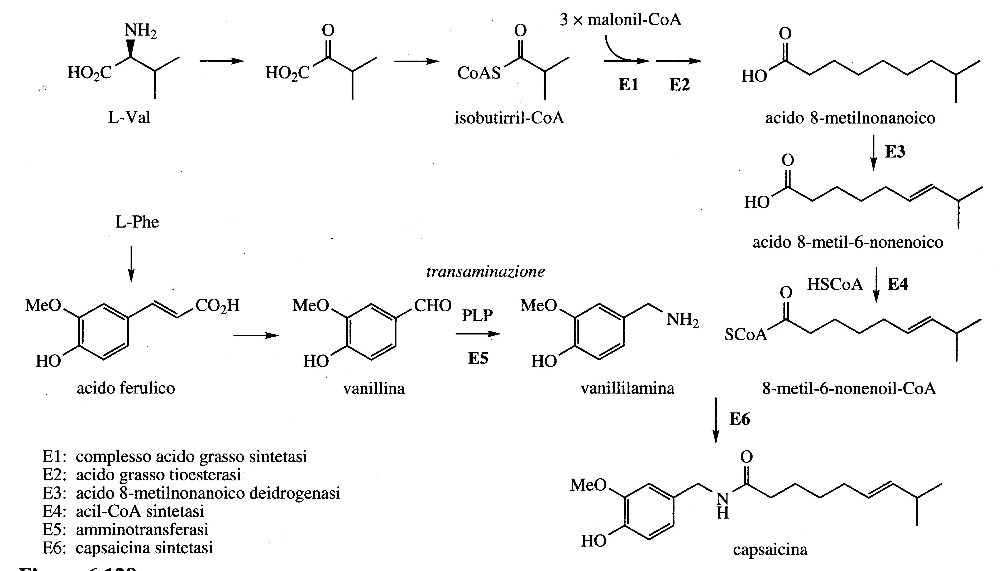 3 × malonil-CoA
NH₂
HO₂C
L-Val
O
HO₂C
O
CoAS
isobutirril-CoA
E1
E2
O
HO
acido 8-metilnonanoico
E3
O
HO
acido 8-metil-6-nonenoico
HSCoA
E4
L-Phe
MeO
CO₂H
HO
acido ferulico
MeO
CHO
HO
vanillina
transaminazione
PLP
E5
MeO
NH₂
HO
vanillilamina
O
SCoA
8-metil-6-nonenoil-CoA
E6
E1: complesso acido grasso sintetasi
E2: acido grasso tioesterasi
E3: acido 8-metilnonanoico deidrogenasi
E4: acil-CoA sintetasi
E5: amminotransferasi
E6: capsaicina sintetasi
O
MeO
N
H
HO
capsaicina